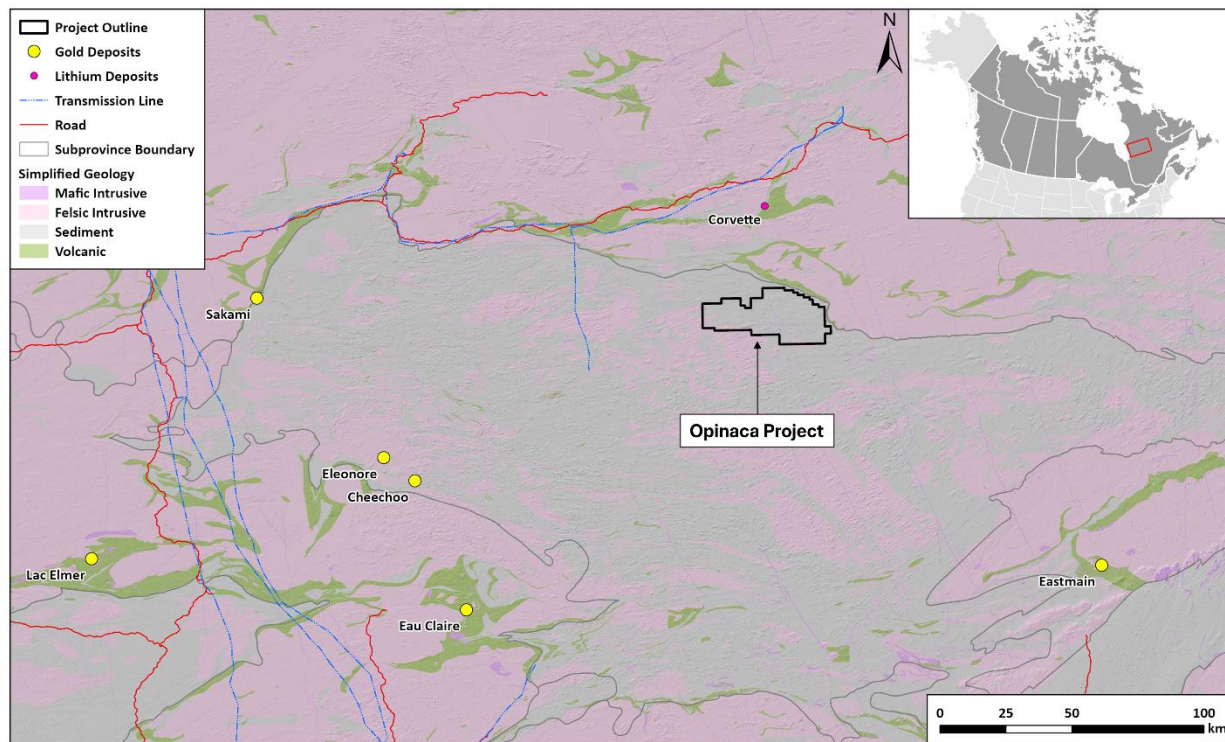 Project Outline
Gold Deposits
Lithium Deposits
Transmission Line
Road
Subprovince Boundary
Simplified Geology
Mafic Intrusive
Felsic Intrusive
Sediment
Volcanic
N
Corvette
Sakami
Opinaca Project
Eleonore
Cheechoo
Lac Elmer
Eau Claire
Eastmain
0 25 50 100
km